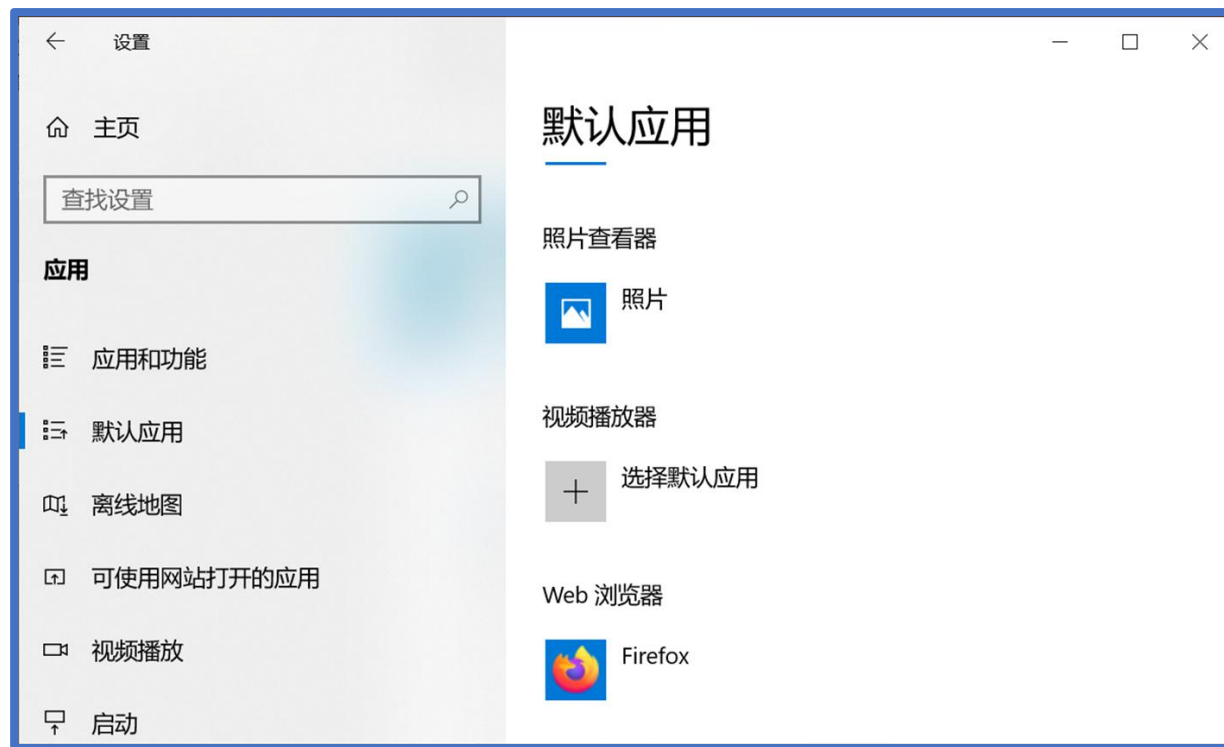 设置
主页
查找设置
应用
应用和功能
默认应用
离线地图
可使用网站打开的应用
视频播放
启动
默认应用
照片查看器
照片
视频播放器
选择默认应用
Web 浏览器
Firefox